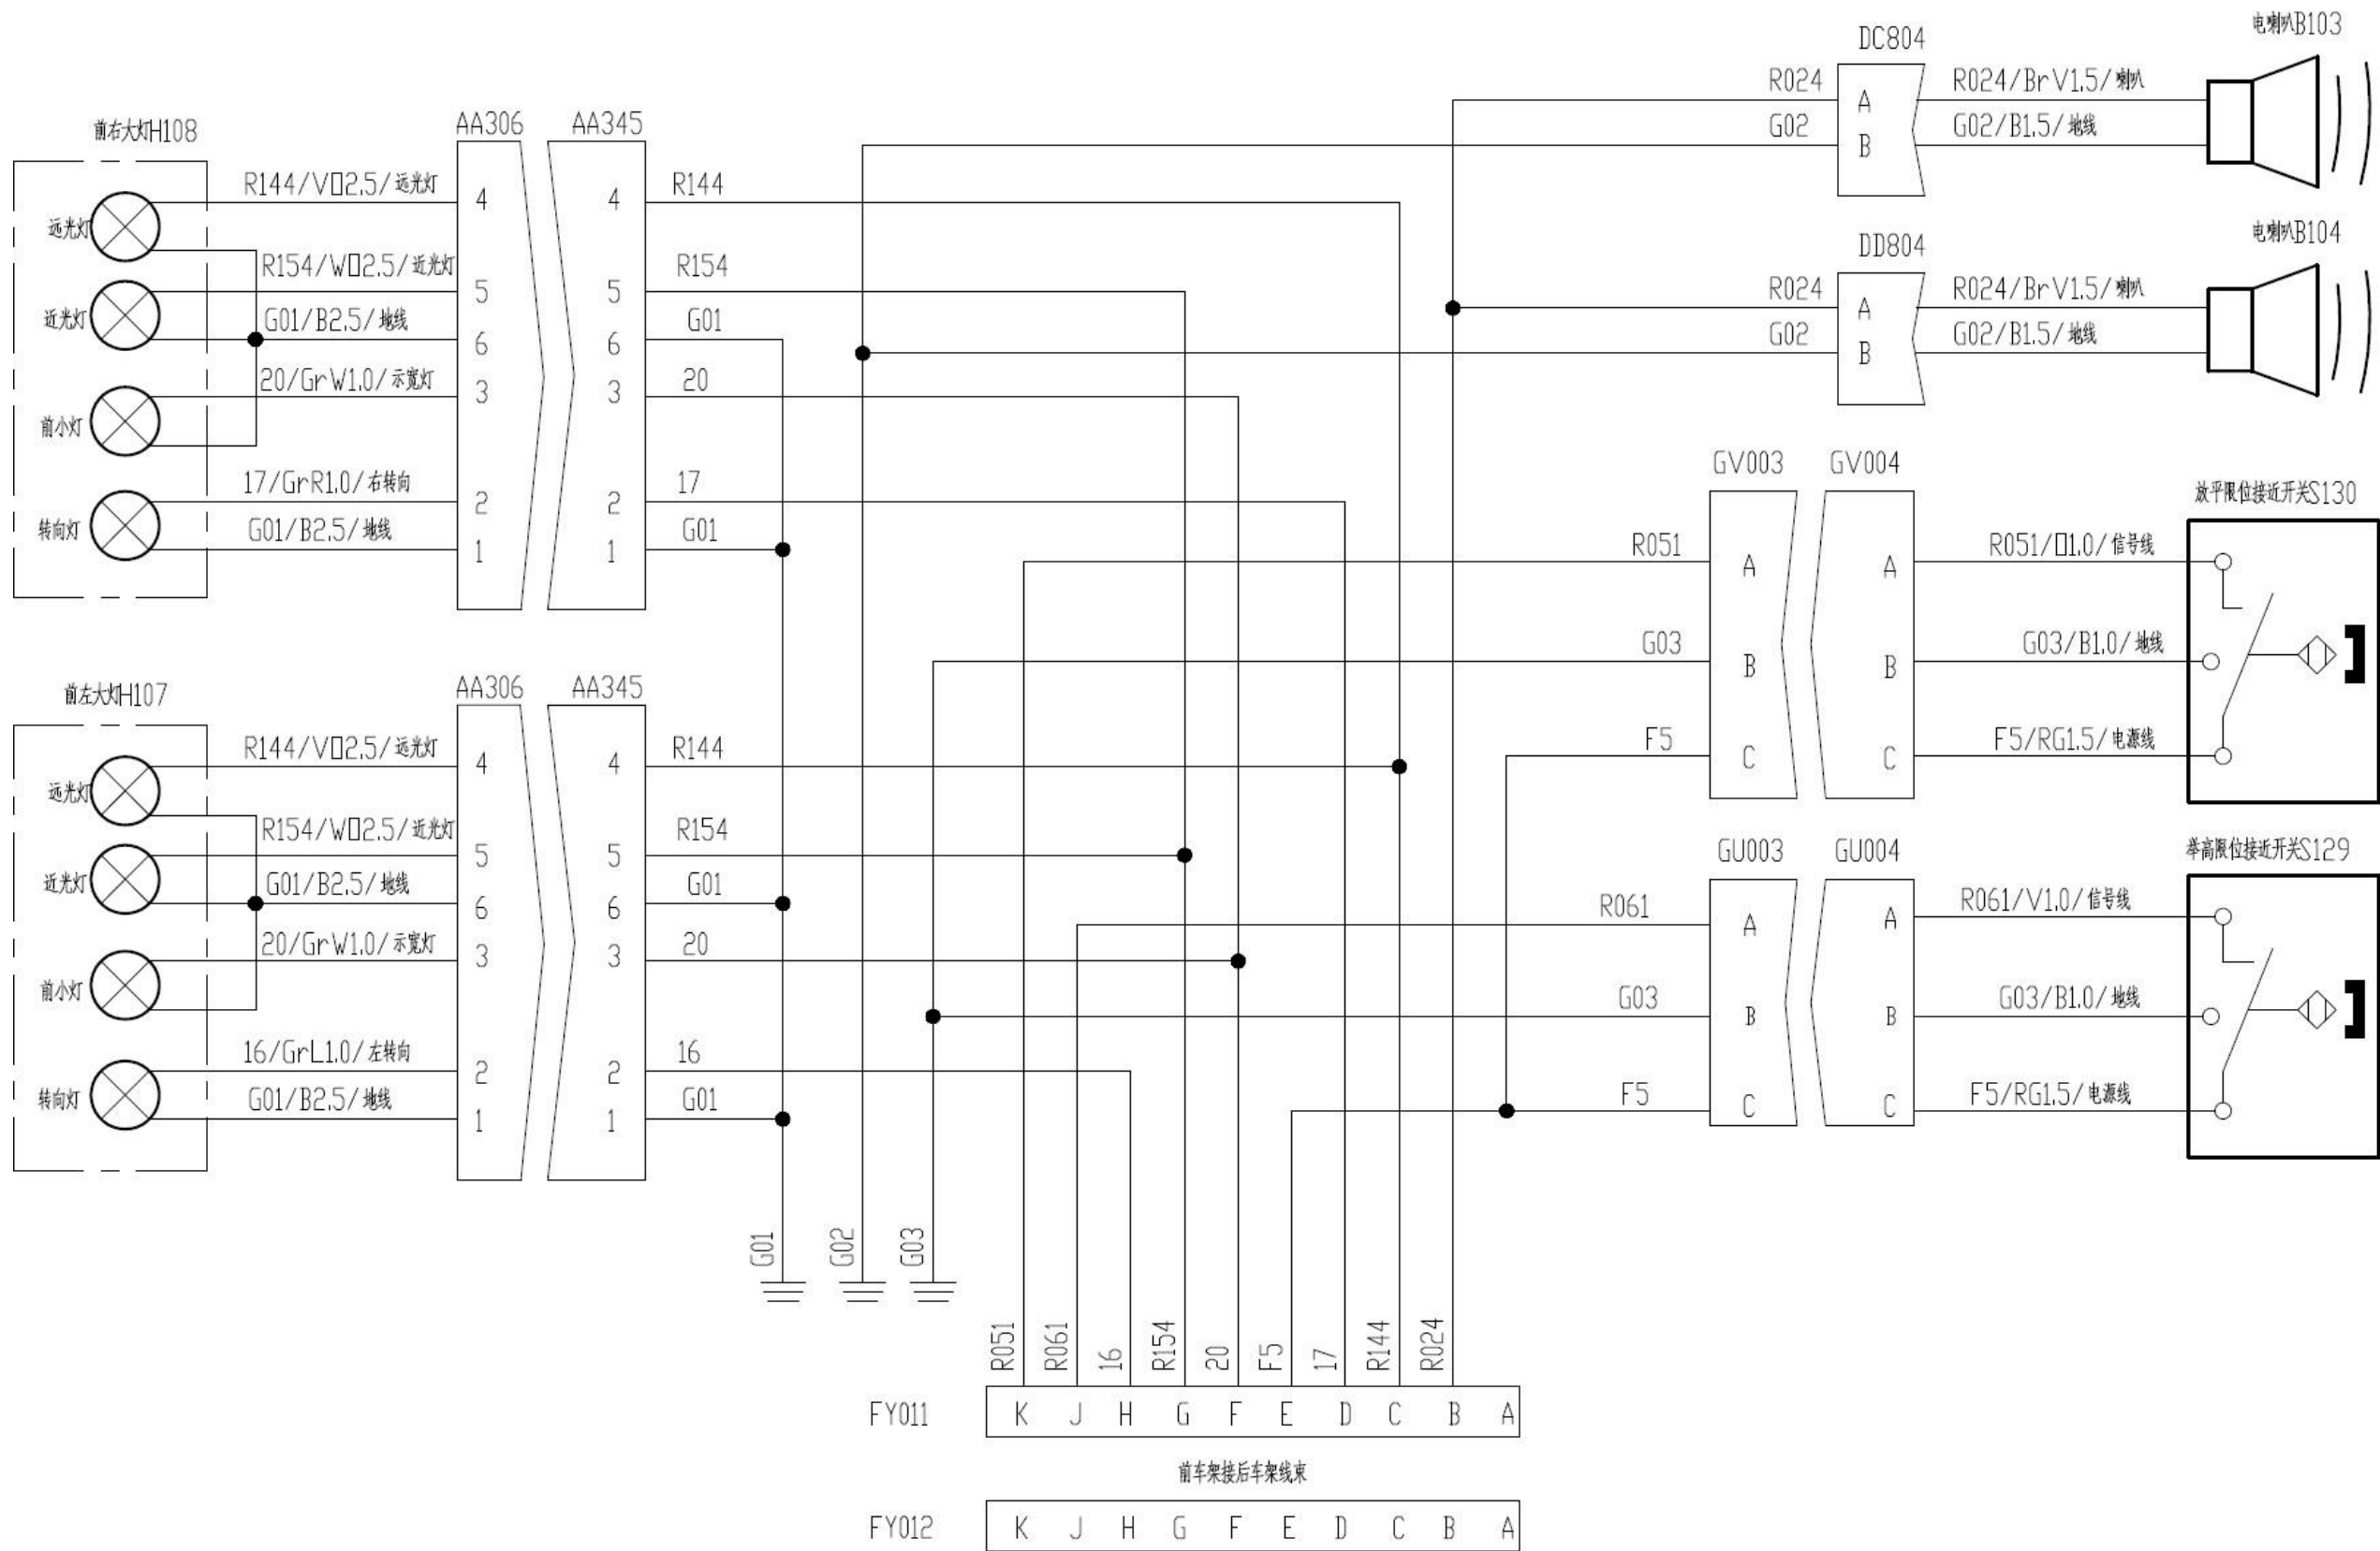 前右大灯H108
AA306
AA345
R144/V▯2.5/远光灯
4
4
R144
远光灯
R154/W▯2.5/近光灯
5
5
R154
近光灯
G01/B2.5/地线
6
6
G01
20/GrW1.0/示宽灯
3
3
20
前小灯
17/GrR1.0/右转向
2
2
17
转向灯
G01/B2.5/地线
1
1
G01
前左大灯H107
AA306
AA345
R144/V▯2.5/远光灯
4
4
R144
远光灯
R154/W▯2.5/近光灯
5
5
R154
近光灯
G01/B2.5/地线
6
6
G01
20/GrW1.0/示宽灯
3
3
20
前小灯
16/GrL1.0/左转向
2
2
16
转向灯
G01/B2.5/地线
1
1
G01
DC804
电喇叭B103
R024
A
R024/BrV1.5/喇叭
G02
B
G02/B1.5/地线
DD804
电喇叭B104
R024
A
R024/BrV1.5/喇叭
G02
B
G02/B1.5/地线
GV003
GV004
放平限位接近开关S130
R051
A
A
R051/▯1.0/信号线
G03
B
B
G03/B1.0/地线
F5
C
C
F5/RG1.5/电源线
GU003
GU004
举高限位接近开关S129
R061
A
A
R061/V1.0/信号线
G03
B
B
G03/B1.0/地线
F5
C
C
F5/RG1.5/电源线
G01
G02
G03
R051
R061
16
R154
20
F5
17
R144
R024
FY011
K J H G F E D C B A
前车架接后车架线束
FY012
K J H G F E D C B A